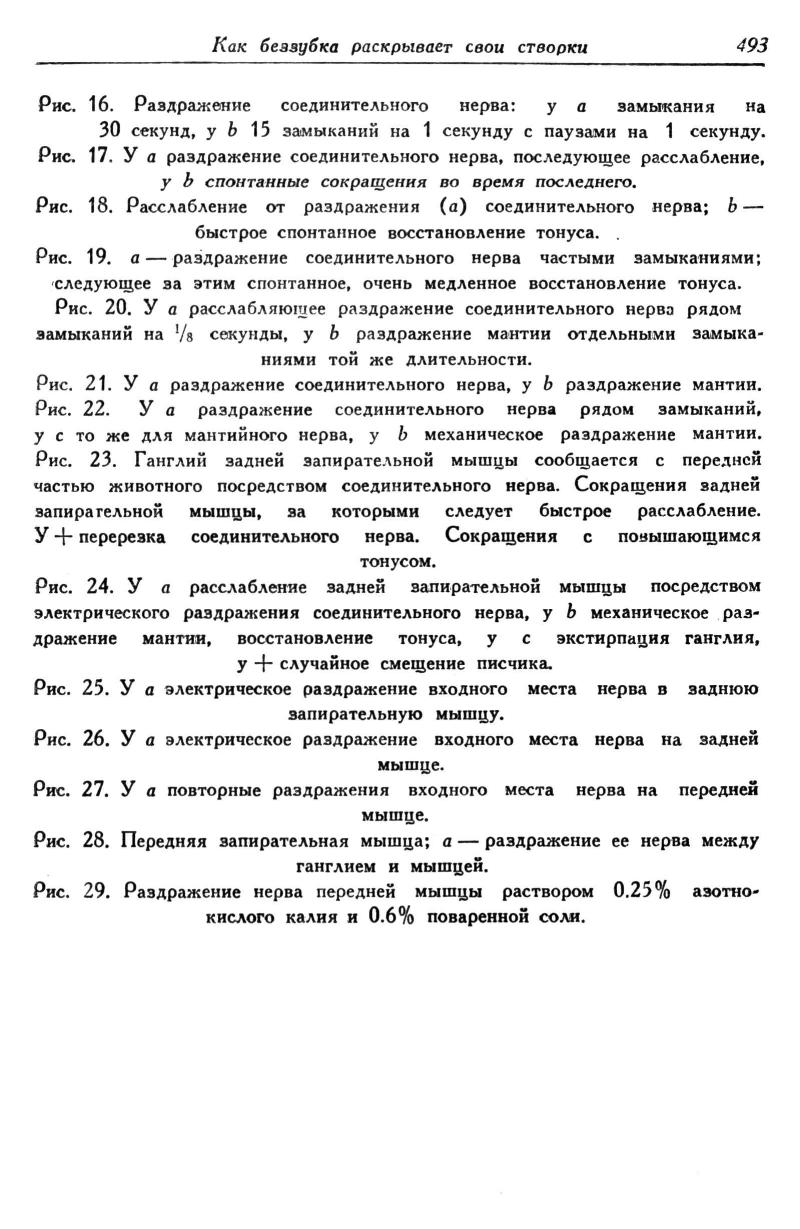 Как беззубка раскрывает свои створки 493
Рис. 16. Раздражение соединительного нерва: у а замыкания на
30 секунд, у b 15 замыканий на 1 секунду с паузами на 1 секунду.
Рис. 17. У а раздражение соединительного нерва, последующее расслабление,
у b спонтанные сокращения во время последнего.
Рис. 18. Расслабление от раздражения (а) соединительного нерва; b —
быстрое спонтанное восстановление тонуса.
Рис. 19. а — раздражение соединительного нерва частыми замыканиями;
следующее за этим спонтанное, очень медленное восстановление тонуса.
Рис. 20. У а расслабляющее раздражение соединительного нерва рядом
замыканий на 1/8 секунды, у b раздражение мантии отдельными замыка-
ниями той же длительности.
Рис. 21. У а раздражение соединительного нерва, у b раздражение мантии.
Рис. 22. У а раздражение соединительного нерва рядом замыканий,
у с то же для мантийного нерва, у b механическое раздражение мантии.
Рис. 23. Ганглий задней запирательной мышцы сообщается с передней
частью животного посредством соединительного нерва. Сокращения задней
запирательной мышцы, за которыми следует быстрое расслабление.
У + перерезка соединительного нерва. Сокращения с повышающимся
тонусом.
Рис. 24. У а расслабление задней запирательной мышцы посредством
электрического раздражения соединительного нерва, у b механическое раз-
дражение мантии, восстановление тонуса, у с экстирпация ганглия,
у + случайное смещение писчика.
Рис. 25. У а электрическое раздражение входного места нерва в заднюю
запирательную мышцу.
Рис. 26. У а электрическое раздражение входного места нерва на задней
мышце.
Рис. 27. У а повторные раздражения входного места нерва на передней
мышце.
Рис. 28. Передняя запирательная мышца; а — раздражение ее нерва между
ганглием и мышцей.
Рис. 29. Раздражение нерва передней мышцы раствором 0.25% азотно-
кислого калия и 0.6% поваренной соли.